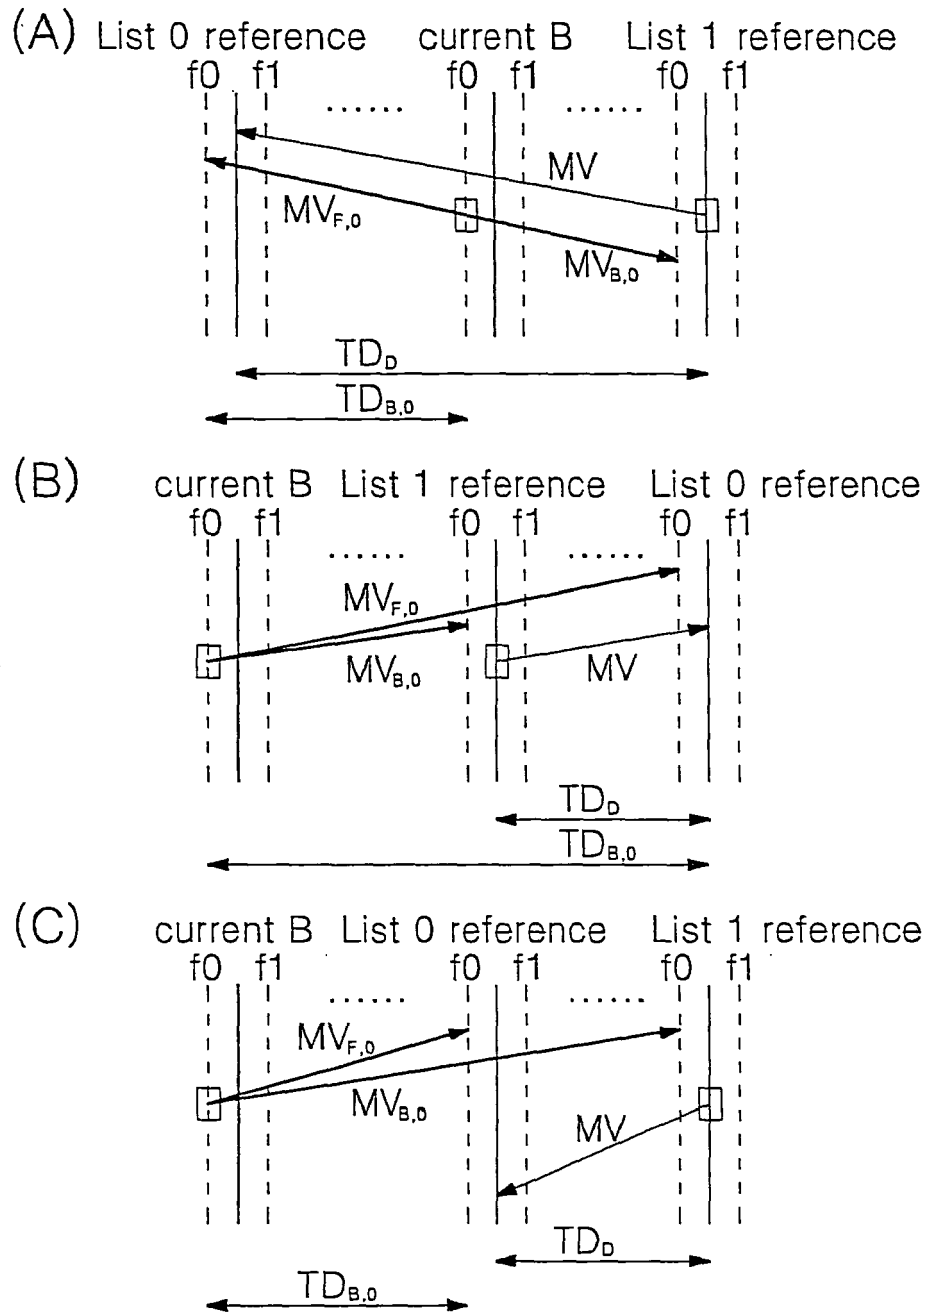 (A) List 0 reference current B List 1 reference
f0 f1 f0 f1 f0 f1
...... ......
MV
MVF,0
MVB,0
TDD
TDB,0
(B) current B List 1 reference List 0 reference
f0 f1 f0 f1 f0 f1
...... ......
MVF,0
MVB,0 MV
TDD
TDB,0
(C) current B List 0 reference List 1 reference
f0 f1 f0 f1 f0 f1
...... ......
MVF,0
MVB,0
MV
TDD
TDB,0